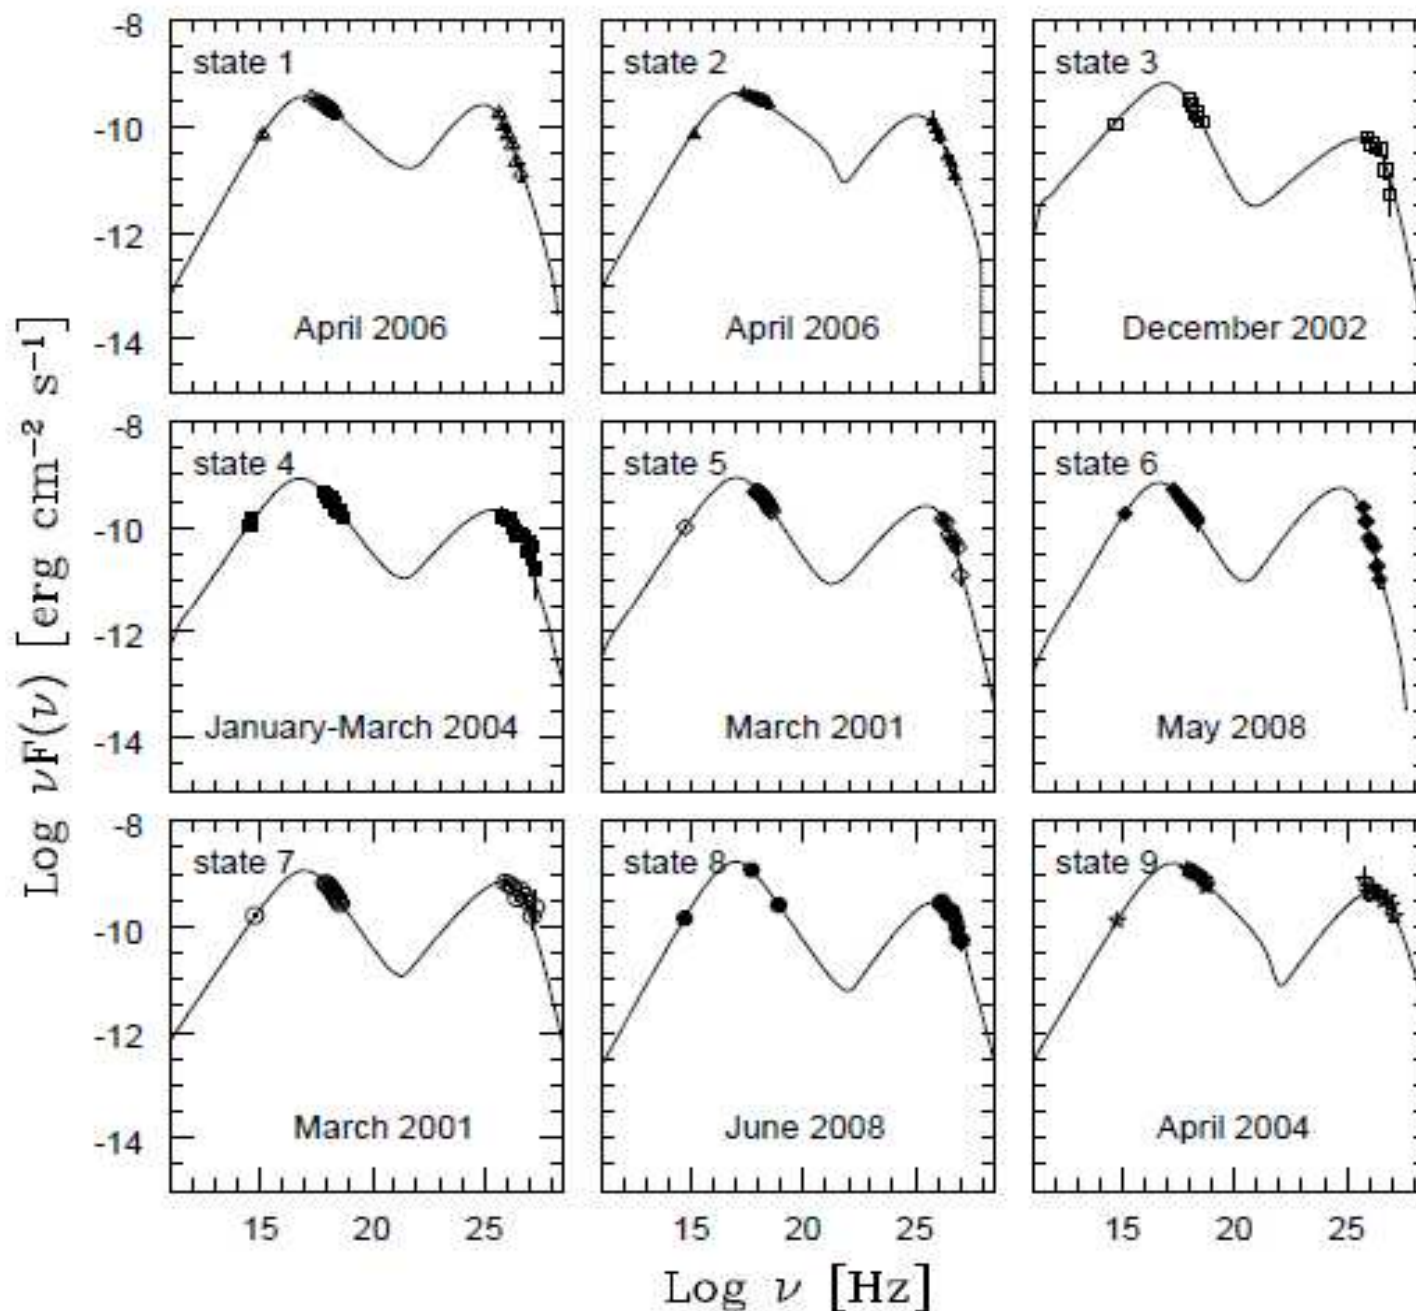 -8
-10
-12
-14
state 1
April 2006
state 2
April 2006
state 3
December 2002
-8
-10
-12
-14
state 4
January-March 2004
state 5
March 2001
state 6
May 2008
-8
-10
-12
-14
state 7
March 2001
state 8
June 2008
state 9
April 2004
15 20 25
15 20 25
15 20 25
Log νF(ν) [erg cm⁻² s⁻¹]
Log ν [Hz]